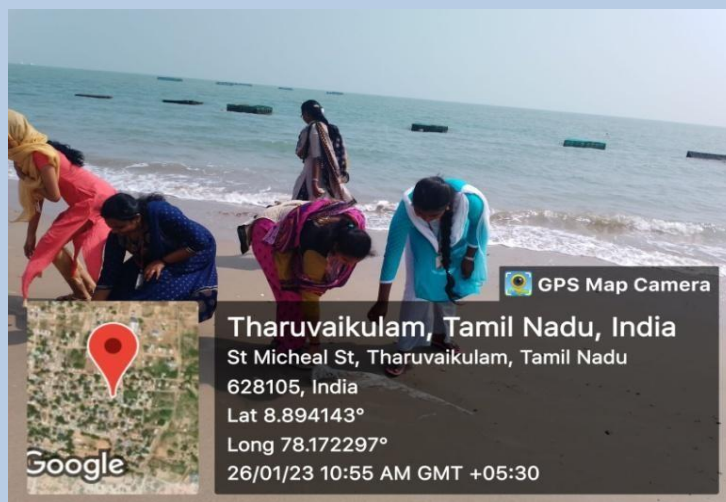 GPS Map Camera
Tharuvaikulam, Tamil Nadu, India
St Micheal St, Tharuvaikulam, Tamil Nadu
628105, India
Lat 8.894143°
Long 78.172297°
26/01/23 10:55 AM GMT +05:30
Google